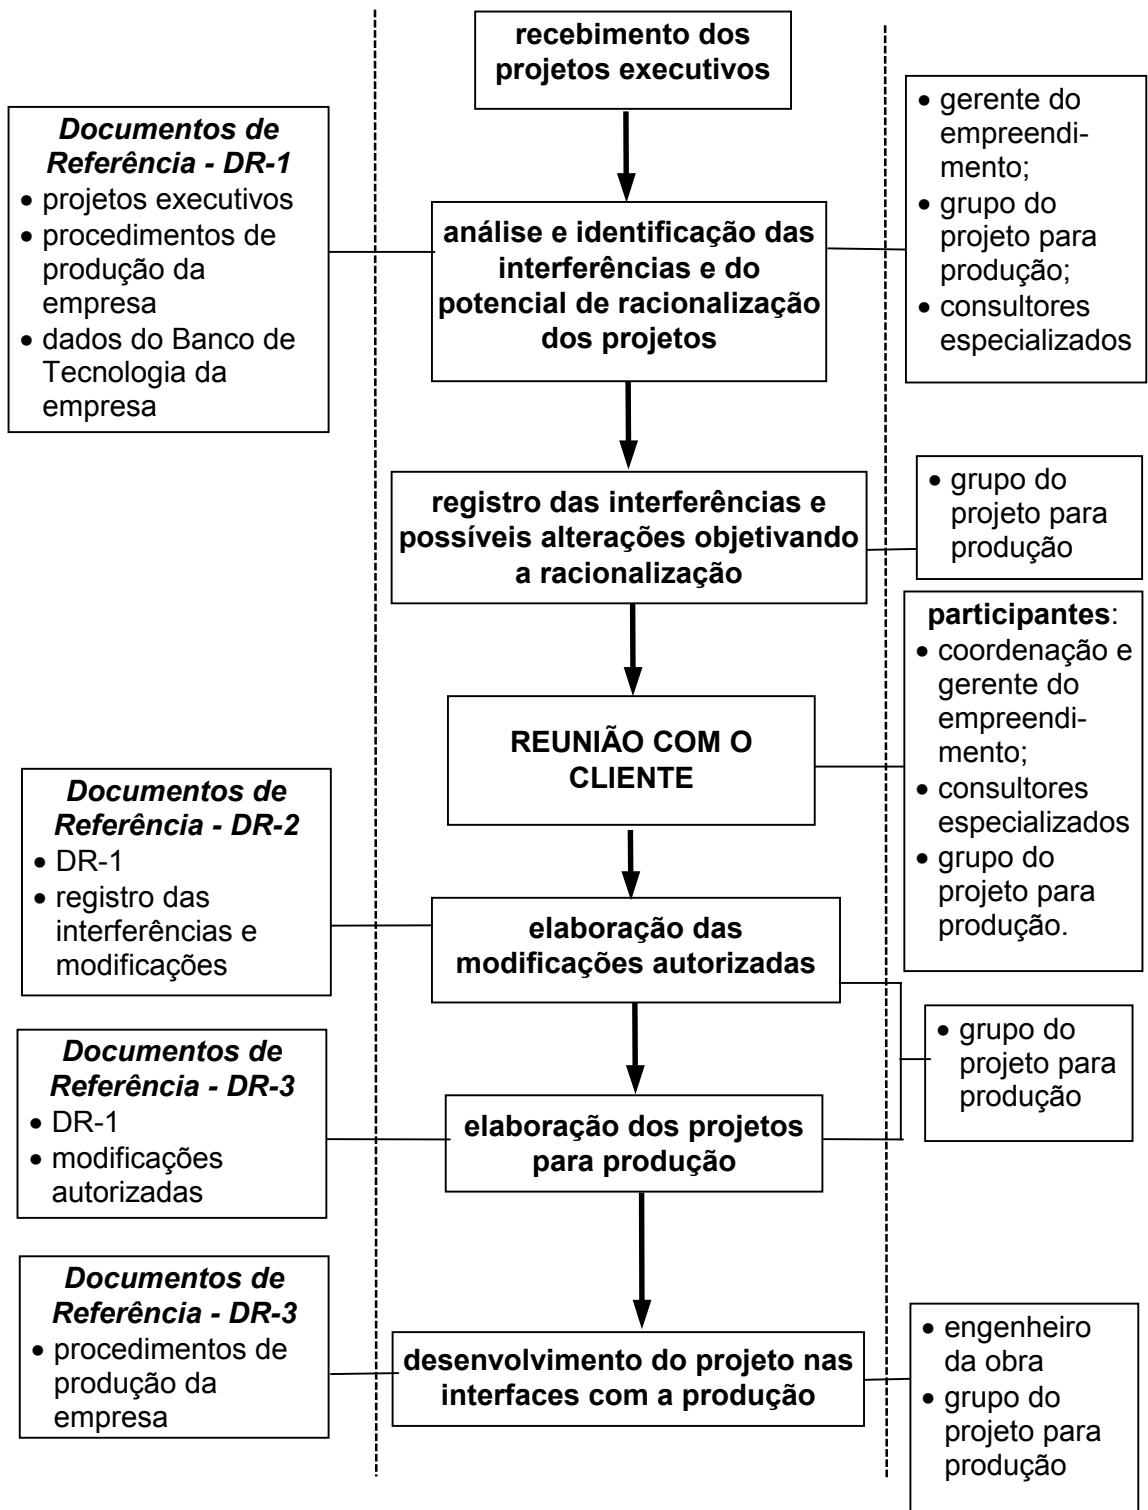 recebimento dos
projetos executivos
Documentos de
Referência - DR-1
• projetos executivos
• procedimentos de
produção da
empresa
• dados do Banco de
Tecnologia da
empresa
análise e identificação das
interferências e do
potencial de racionalização
dos projetos
• gerente do
empreendi-
mento;
• grupo do
projeto para
produção;
• consultores
especializados
registro das interferências e
possíveis alterações objetivando
a racionalização
• grupo do
projeto para
produção
REUNIÃO COM O
CLIENTE
participantes:
• coordenação e
gerente do
empreendi-
mento;
• consultores
especializados
• grupo do
projeto para
produção.
Documentos de
Referência - DR-2
• DR-1
• registro das
interferências e
modificações
elaboração das
modificações autorizadas
• grupo do
projeto para
produção
Documentos de
Referência - DR-3
• DR-1
• modificações
autorizadas
elaboração dos projetos
para produção
Documentos de
Referência - DR-3
• procedimentos de
produção da
empresa
desenvolvimento do projeto nas
interfaces com a produção
• engenheiro
da obra
• grupo do
projeto para
produção